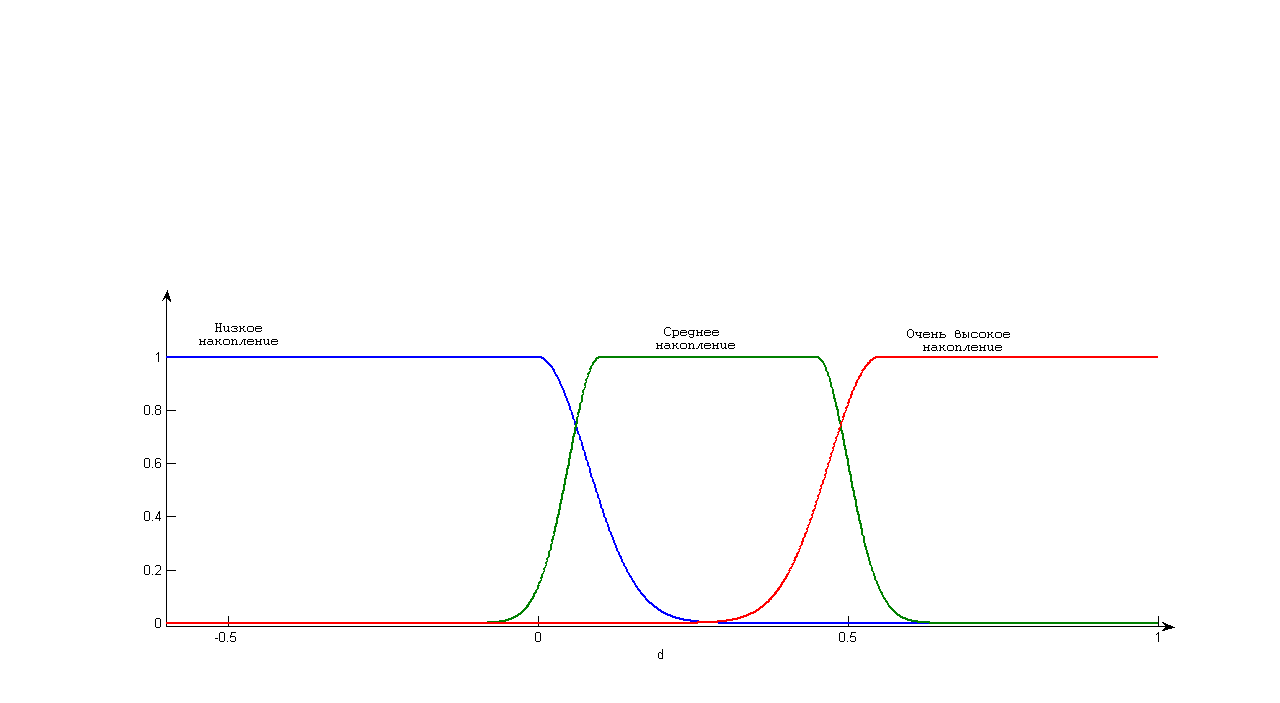 Низкое
накопление
Среднее
накопление
Очень высокое
накопление
1
0.8
0.6
0.4
0.2
0
-0.5
0
0.5
1
d